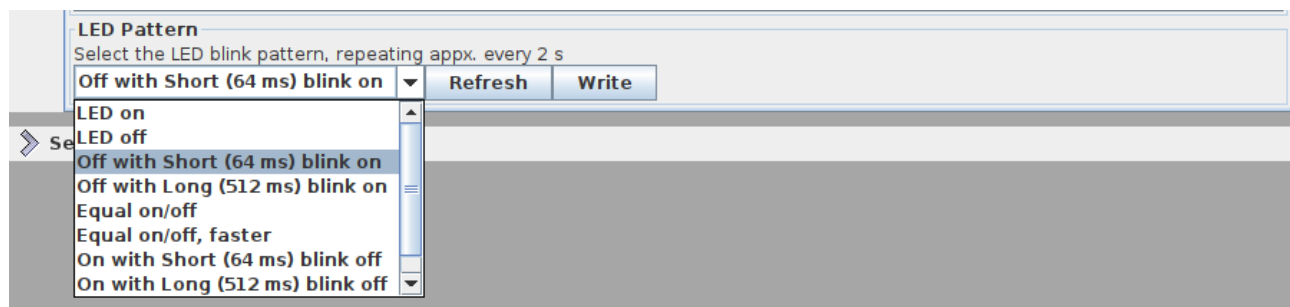 LED Pattern
Select the LED blink pattern, repeating appx. every 2 s
Off with Short (64 ms) blink on Refresh Write
LED on
LED off
Se
Off with Short (64 ms) blink on
Off with Long (512 ms) blink on
Equal on/off
Equal on/off, faster
On with Short (64 ms) blink off
On with Long (512 ms) blink off